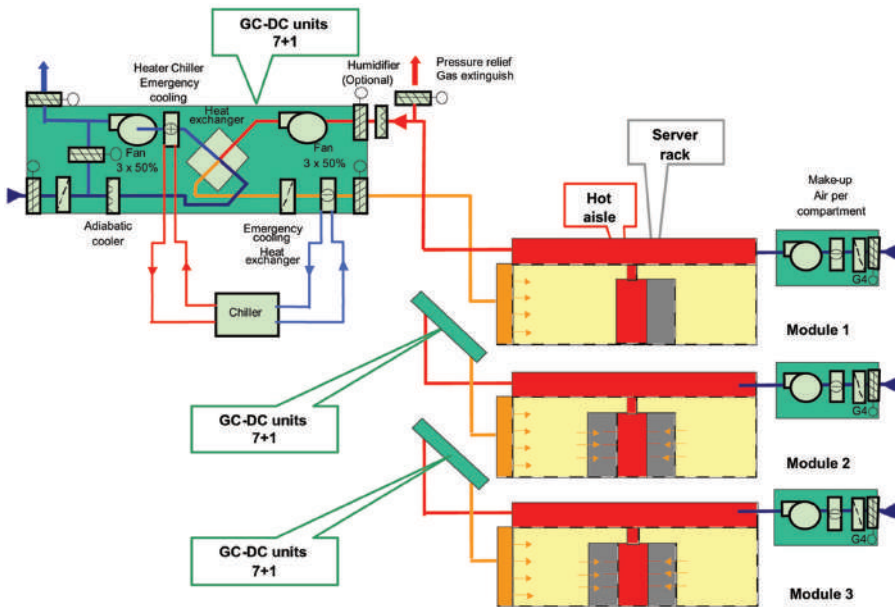 GC-DC units
7+1
Heater Chiller
Emergency
cooling
Heat
exchanger
Humidifier
(Optional)
Pressure relief
Gas extinguish
Fan
3 x 50%
Fan
3 x 50%
Adiabatic
cooler
Emergency
cooling
Heat
exchanger
Chiller
Hot
aisle
Server
rack
Make-up
Air per
compartment
G4
Module 1
GC-DC units
7+1
G4
Module 2
GC-DC units
7+1
G4
Module 3